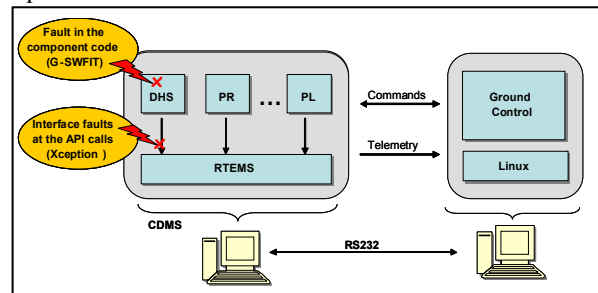 Fault in the
component code
(G-SWFIT)
DHS
PR
...
PL
Interface faults
at the API calls
(Xception )
RTEMS
CDMS
Commands
Telemetry
Ground
Control
Linux
RS232